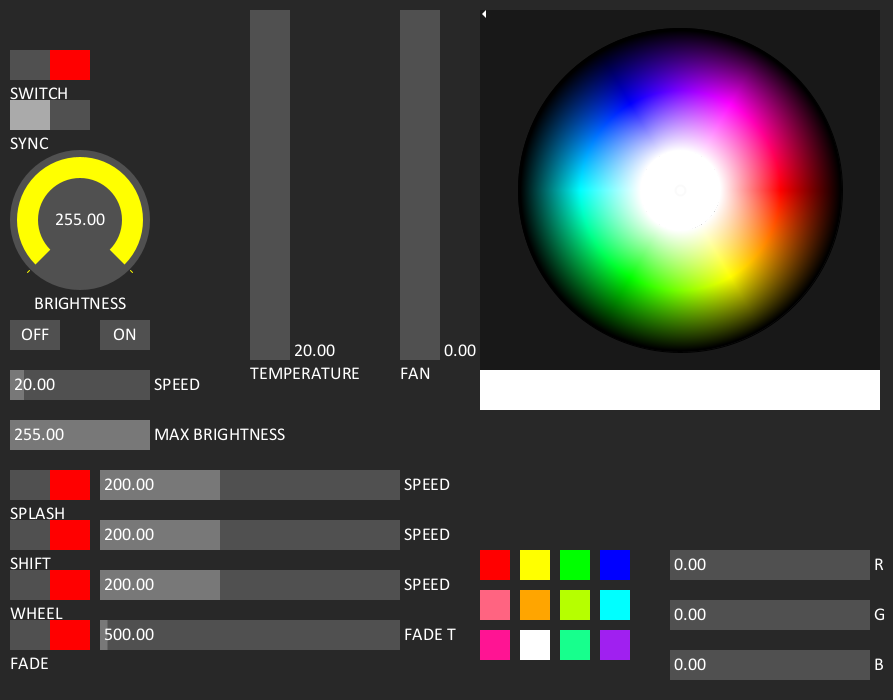 SWITCH
SYNC
255.00
BRIGHTNESS
OFF ON
20.00 SPEED
255.00 MAX BRIGHTNESS
20.00
TEMPERATURE
0.00
FAN
200.00 SPEED
SPLASH
200.00 SPEED
SHIFT
200.00 SPEED
WHEEL
500.00 FADE T
FADE
0.00 R
0.00 G
0.00 B